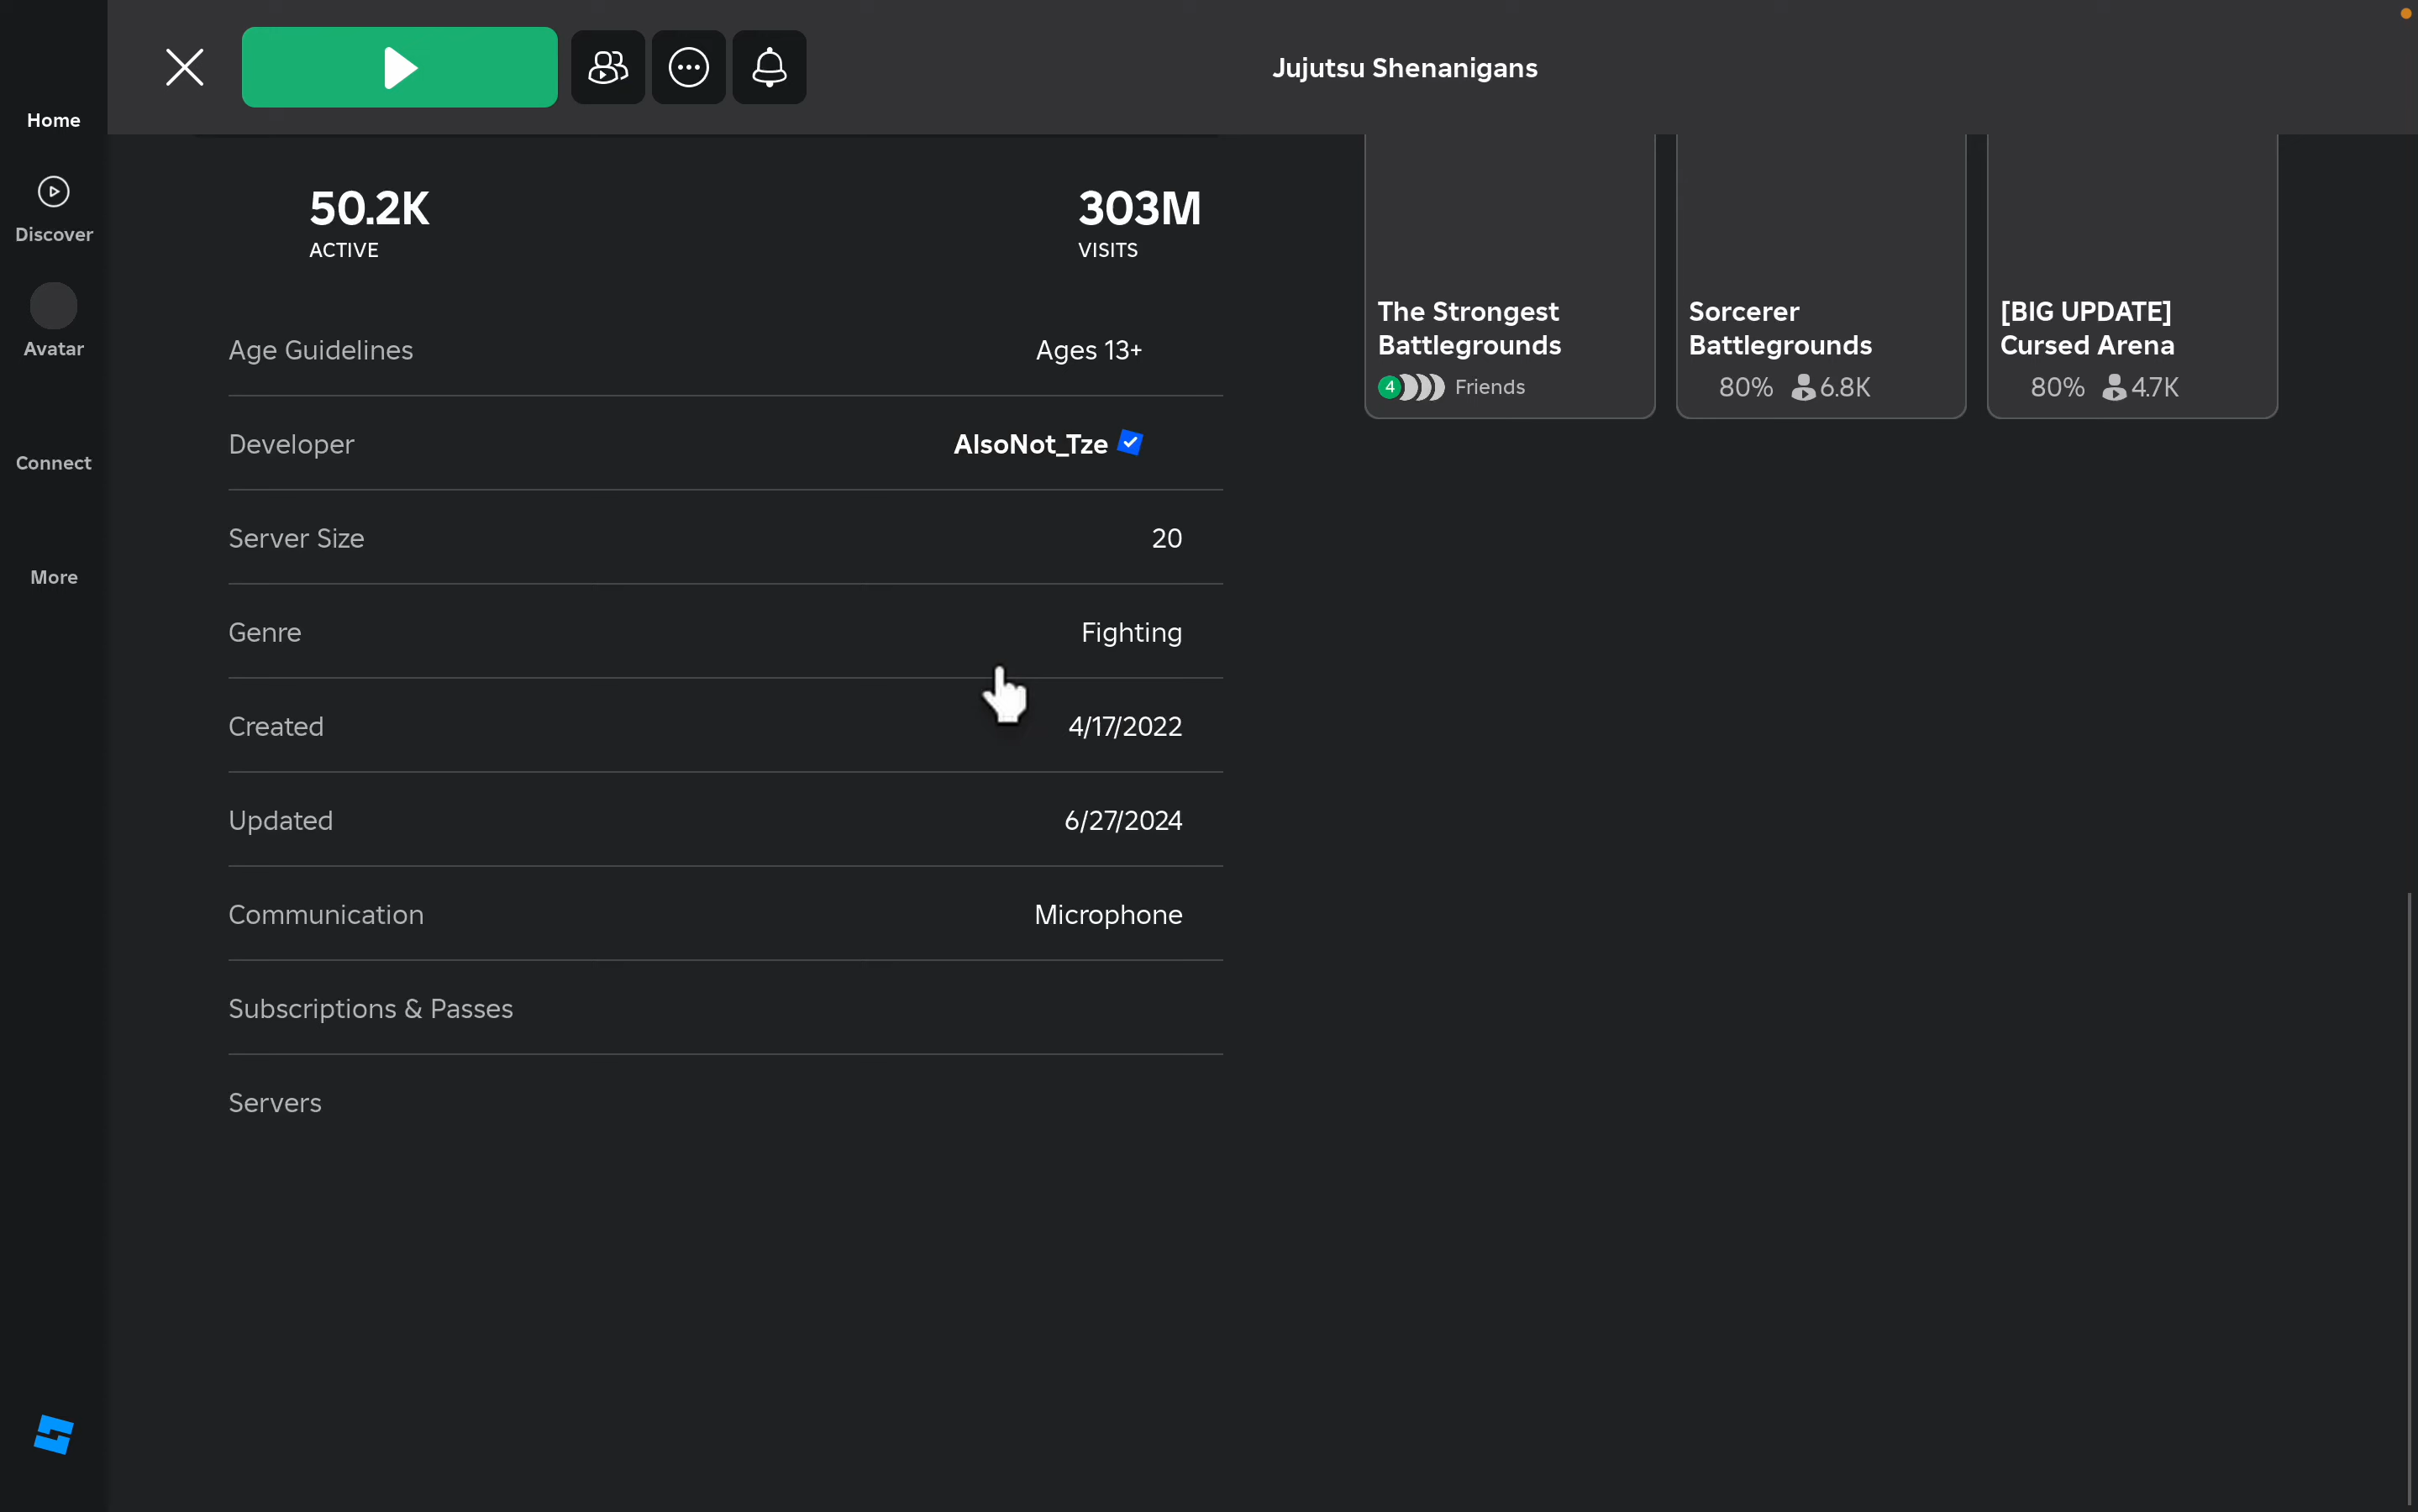 Jujutsu Shenanigans
Home
Discover
Avatar
Connect
More
50.2K
ACTIVE
303M
VISITS
Age Guidelines
Ages 13+
Developer
AlsoNot_Tze
Server Size
20
Genre
Fighting
Created
4/17/2022
Updated
6/27/2024
Communication
Microphone
Subscriptions & Passes
Servers
The Strongest
Battlegrounds
4 Friends
Sorcerer
Battlegrounds
80% 6.8K
[BIG UPDATE]
Cursed Arena
80% 4.7K